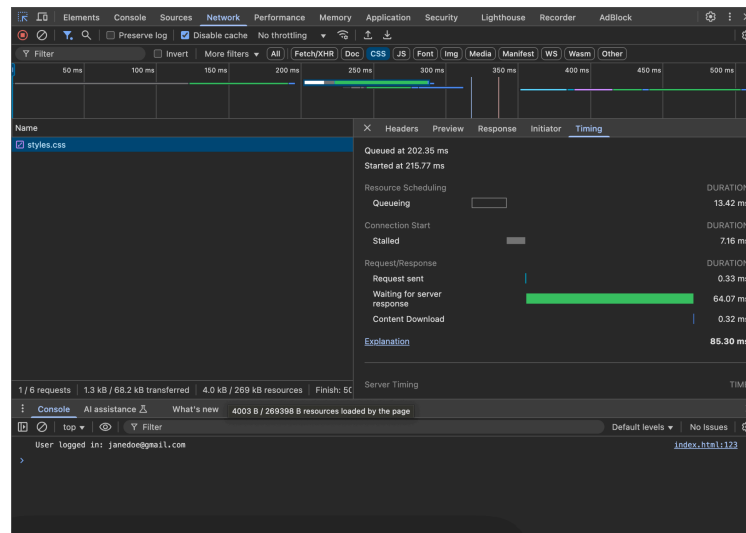 Elements Console Sources Network Performance Memory Application Security Lighthouse Recorder AdBlock
Preserve log Disable cache No throttling
Filter Invert More filters All Fetch/XHR Doc CSS JS Font Img Media Manifest WS Wasm Other
50 ms 100 ms 150 ms 200 ms 250 ms 300 ms 350 ms 400 ms 450 ms 500 ms
Name
styles.css
Headers Preview Response Initiator Timing
Queued at 202.35 ms
Started at 215.77 ms
Resource Scheduling DURATION
Queueing 13.42 ms
Connection Start DURATION
Stalled 7.16 ms
Request/Response DURATION
Request sent 0.33 ms
Waiting for server
response 64.07 ms
Content Download 0.32 ms
Explanation 85.30 ms
Server Timing TIM
1 / 6 requests 1.3 kB / 68.2 kB transferred 4.0 kB / 269 kB resources Finish: 50
Console AI assistance What's new
4003 B / 269398 B resources loaded by the page
top Filter Default levels No Issues
User logged in: janedoe@gmail.com index.html:123